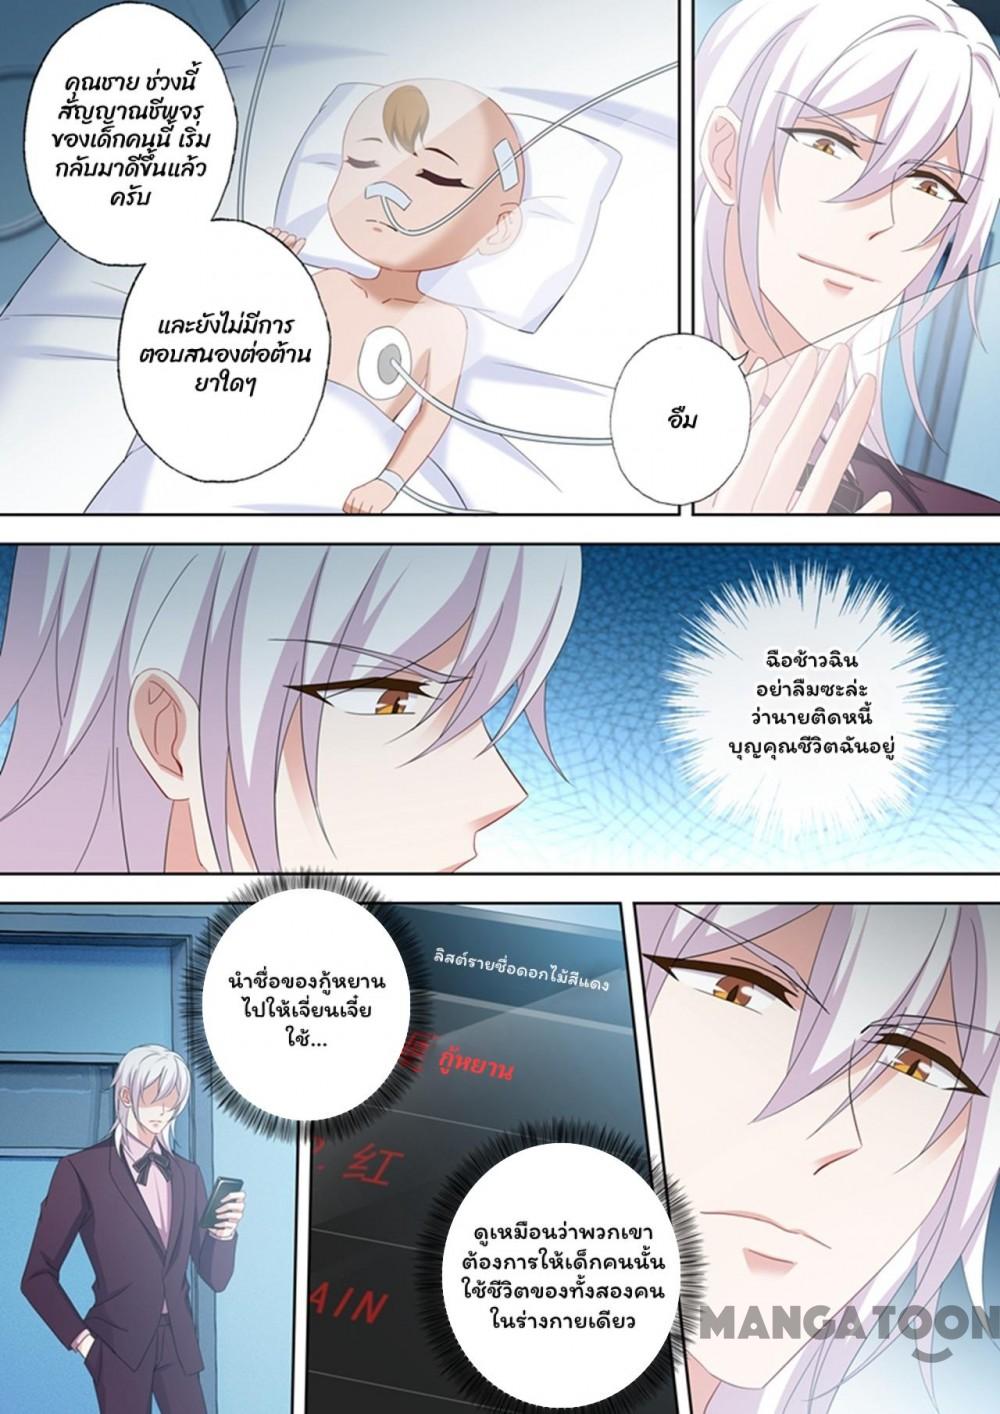 คุณชาย ช่วงนี้
สัญญาณชีพจร
ของเด็กคนนี้ เริ่ม
กลับมาดีขึ้นแล้ว
ครับ
และยังไม่มีการ
ตอบสนองต่อต้าน
ยาใดๆ
อืม
ฉือช้าวฉิน
อย่าลืมซะล่ะ
ว่านายติดหนี้
บุญคุณชีวิตฉันอยู่
นำชื่อของกู้หยาน
ไปให้เจี่ยนเจี๋ย
ใช้...
ลิสต์รายชื่อดอกไม้สีแดง
กู้หยาน
红
AIN
ดูเหมือนว่าพวกเขา
ต้องการให้เด็กคนนั้น
ใช้ชีวิตของทั้งสองคน
ในร่างกายเดียว
MANGATOON